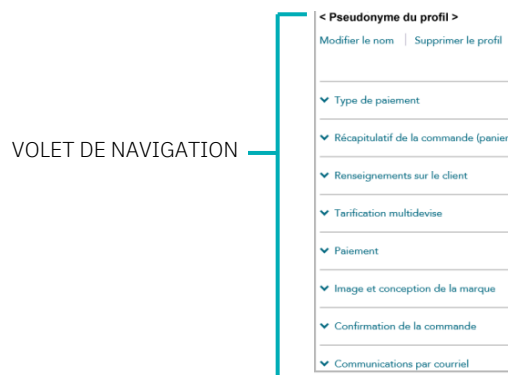 < Pseudonyme du profil >
Modifier le nom | Supprimer le profil
Type de paiement
Récapitulatif de la commande (panier
VOLET DE NAVIGATION
Renseignements sur le client
Tarification multidevise
Paiement
Image et conception de la marque
Confirmation de la commande
Communications par courriel